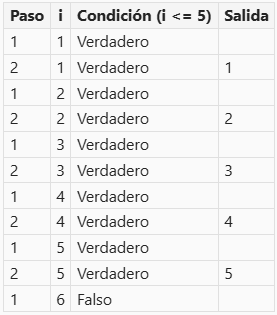 Paso i Condición (i <= 5) Salida
1 1 Verdadero
2 1 Verdadero 1
1 2 Verdadero
2 2 Verdadero 2
1 3 Verdadero
2 3 Verdadero 3
1 4 Verdadero
2 4 Verdadero 4
1 5 Verdadero
2 5 Verdadero 5
1 6 Falso